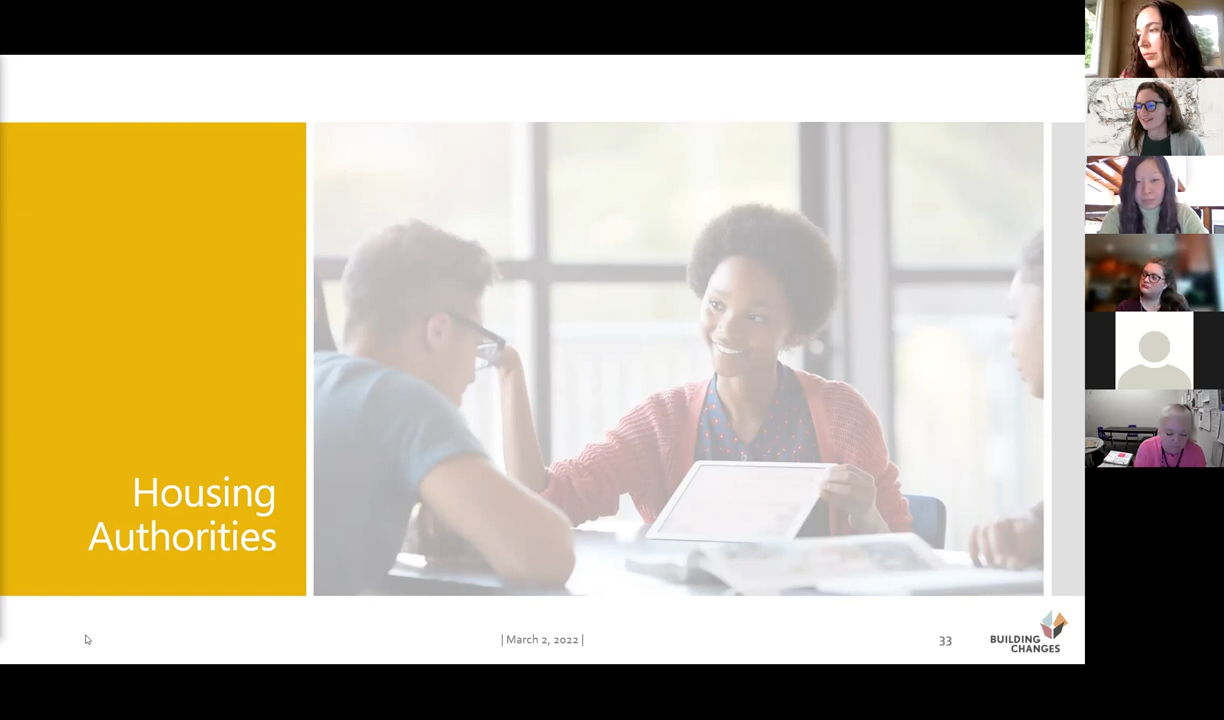 Housing
Authorities
| March 2, 2022 |
33
BUILDING
CHANGES